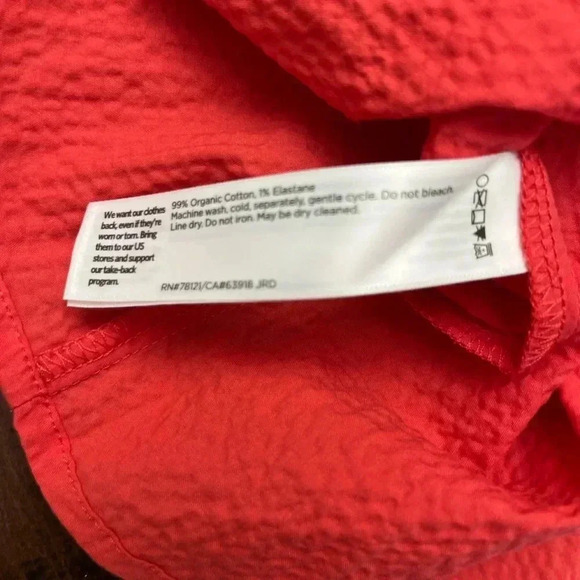 We want our clothes
back, even if they're
worn or torn. Bring
them to our US
stores and support
our take-back
program.
99% Organic Cotton, 1% Elastane
Machine wash, cold, separately, gentle cycle. Do not bleach.
Line dry. Do not iron. May be dry cleaned.
RN#78121/CA#63918 JRD